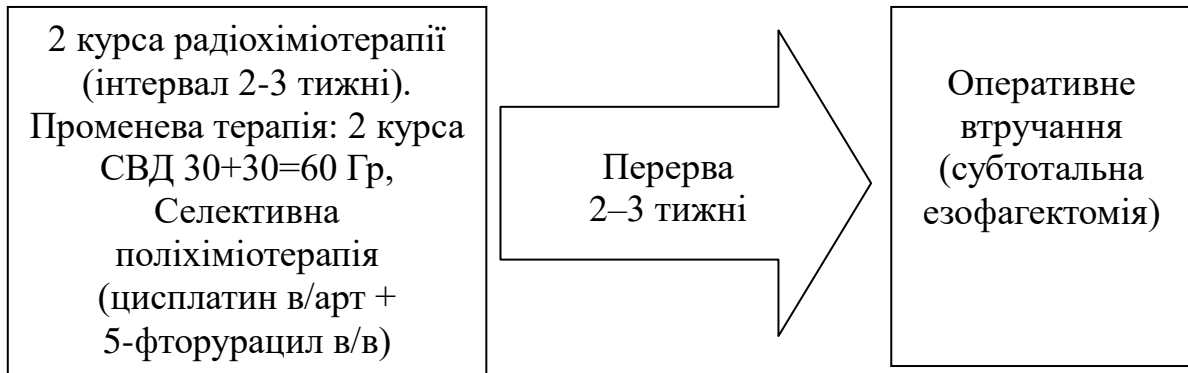 2 курса радіохіміотерапії
(інтервал 2-3 тижні).
Променева терапія: 2 курса
СВД 30+30=60 Гр,
Селективна
поліхіміотерапія
(цисплатин в/арт +
5-фторурацил в/в)
Перерва
2–3 тижні
Оперативне
втручання
(субтотальна
езофагектомія)